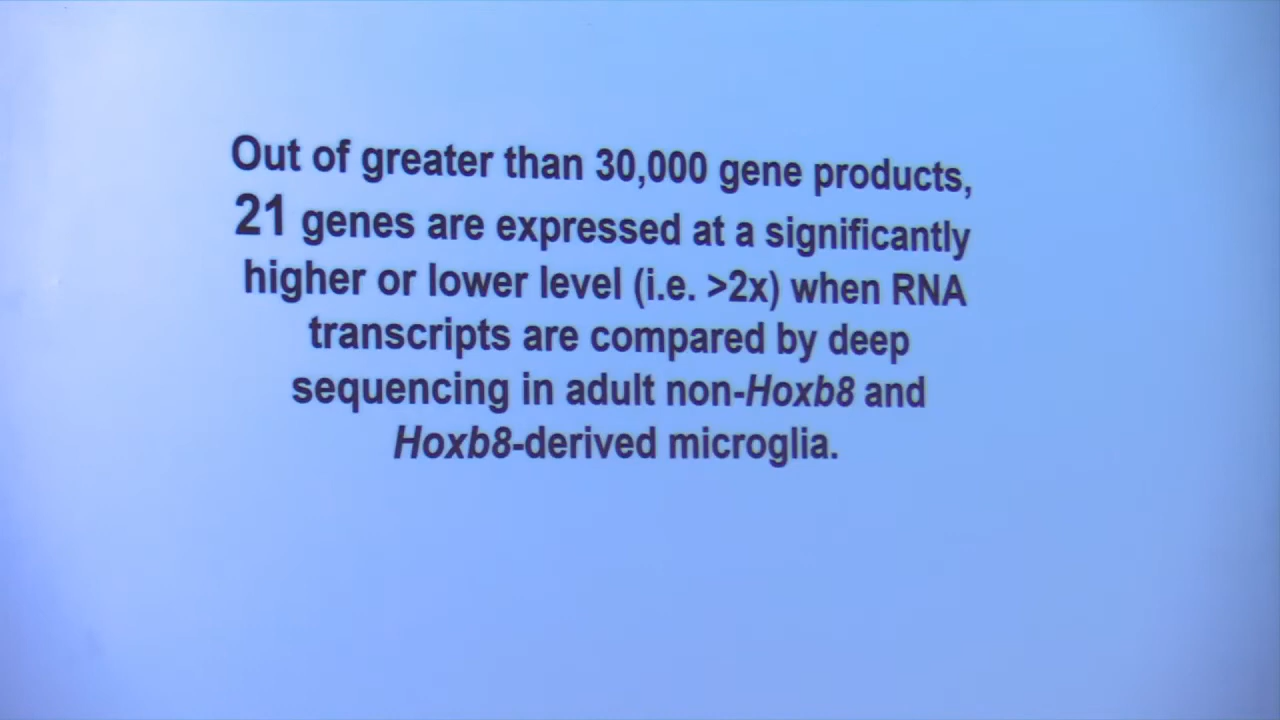 Out of greater than 30,000 gene products,
21 genes are expressed at a significantly
higher or lower level (i.e. >2x) when RNA
transcripts are compared by deep
sequencing in adult non-Hoxb8 and
Hoxb8-derived microglia.